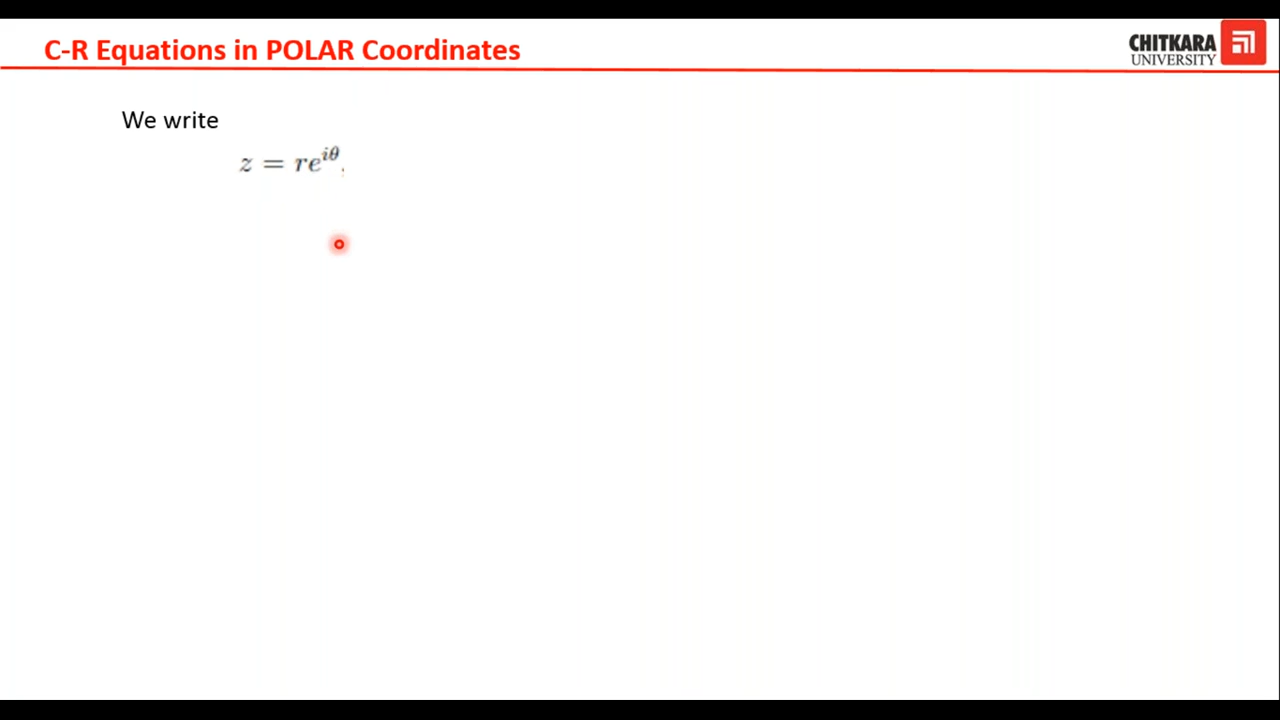 C-R Equations in POLAR Coordinates
CHITKARA
UNIVERSITY
We write
z = re^{iθ},